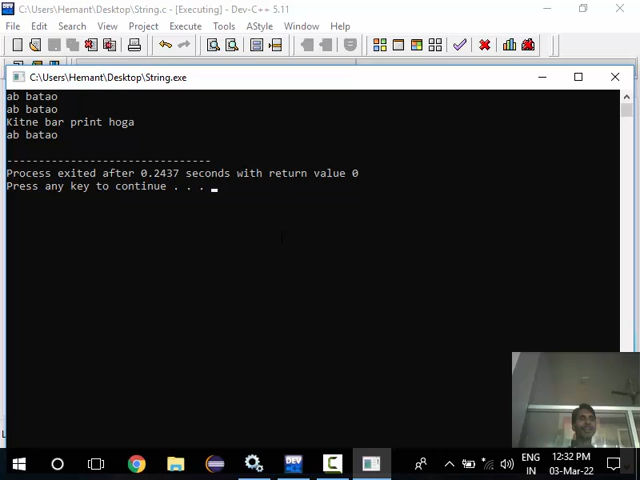 C:\Users\Hemant\Desktop\String.c - [Executing] - Dev-C++ 5.11
File Edit Search View Project Execute Tools AStyle Window Help
C:\Users\Hemant\Desktop\String.exe
ab batao
ab batao
Kitne bar print hoga
ab batao
--------------------------------
Process exited after 0.2437 seconds with return value 0
Press any key to continue . . .
DEV
ENG
IN
12:32 PM
03-Mar-22